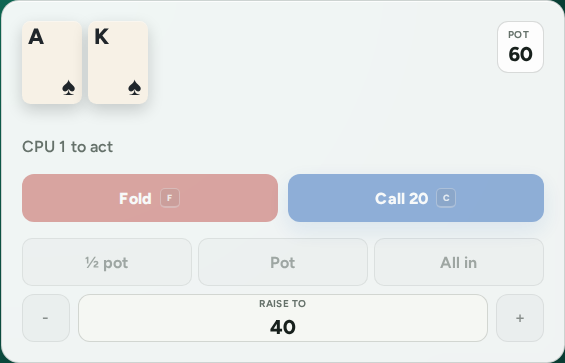 A K
POT
60
♠ ♠
CPU 1 to act
Fold F Call 20 C
½ pot Pot All in
RAISE TO
- 40 +